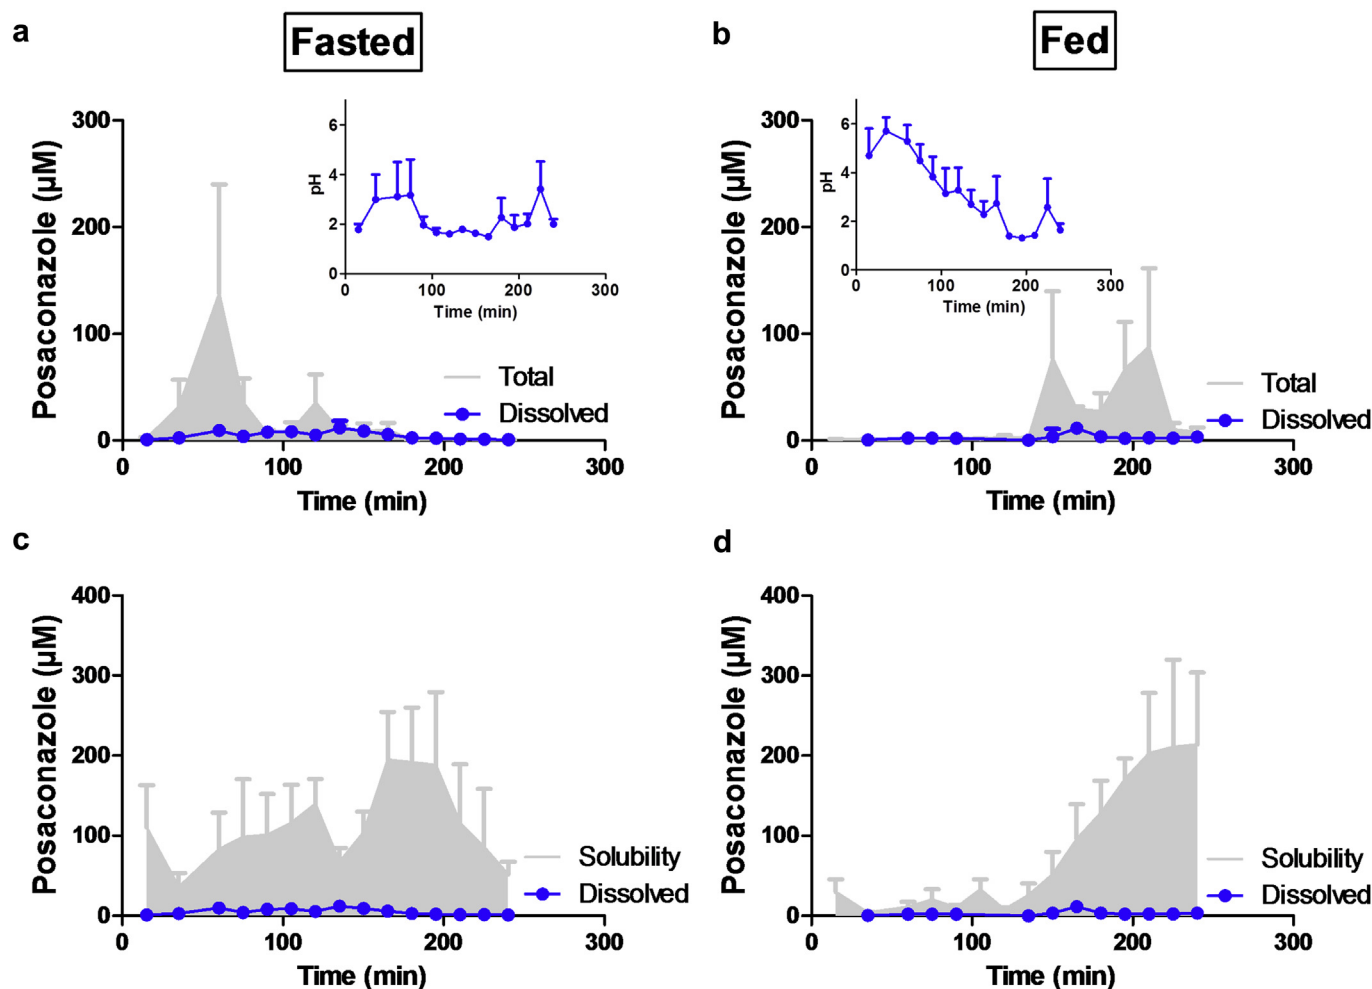 a
Fasted
300
200
100
0
Posaconazole (µM)
6
4
2
0
pH
0 100 200 300
Time (min)
Total
Dissolved
0 100 200 300
Time (min)
b
Fed
300
200
100
0
Posaconazole (µM)
6
4
2
0
pH
0 100 200 300
Time (min)
Total
Dissolved
0 100 200 300
Time (min)
c
400
300
200
100
0
Posaconazole (µM)
Solubility
Dissolved
0 100 200 300
Time (min)
d
400
300
200
100
0
Posaconazole (µM)
Solubility
Dissolved
0 100 200 300
Time (min)